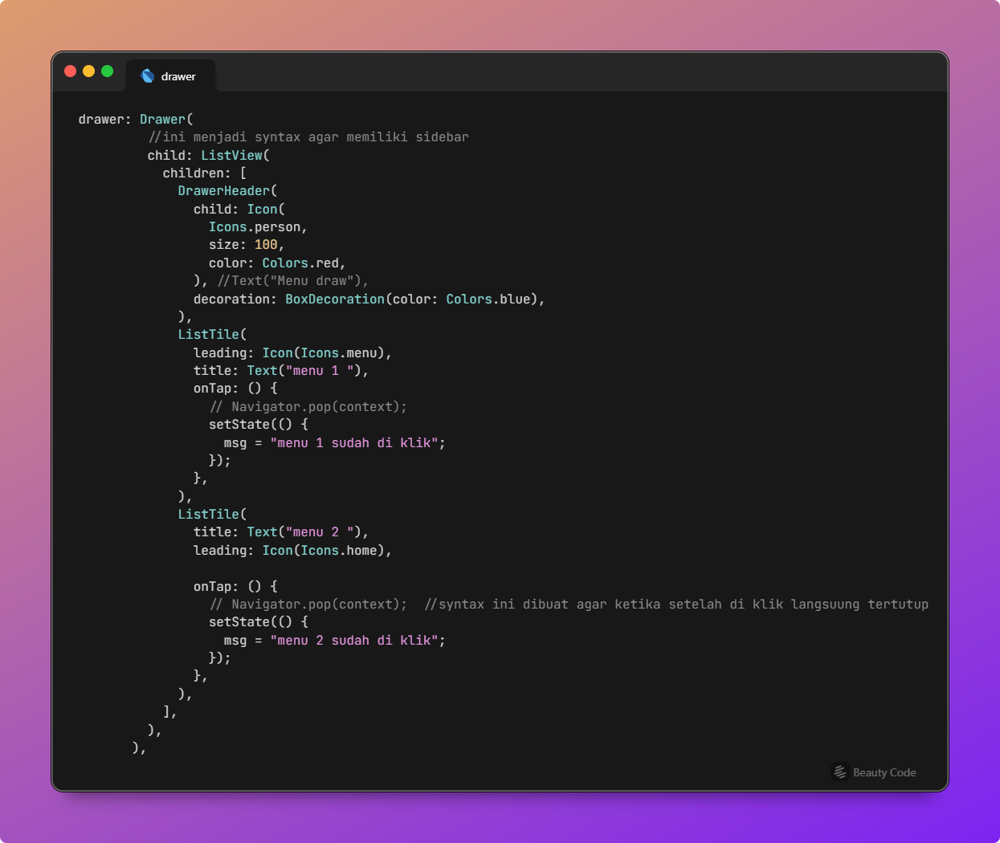 drawer
drawer: Drawer(
//ini menjadi syntax agar memiliki sidebar
child: ListView(
children: [
DrawerHeader(
child: Icon(
Icons.person,
size: 100,
color: Colors.red,
), //Text("Menu draw"),
decoration: BoxDecoration(color: Colors.blue),
),
ListTile(
leading: Icon(Icons.menu),
title: Text("menu 1 "),
onTap: () {
// Navigator.pop(context);
setState(() {
msg = "menu 1 sudah di klik";
});
},
),
ListTile(
title: Text("menu 2 "),
leading: Icon(Icons.home),
onTap: () {
// Navigator.pop(context);  //syntax ini dibuat agar ketika setelah di klik langsuung tertutup
setState(() {
msg = "menu 2 sudah di klik";
});
},
),
],
),
),
Beauty Code